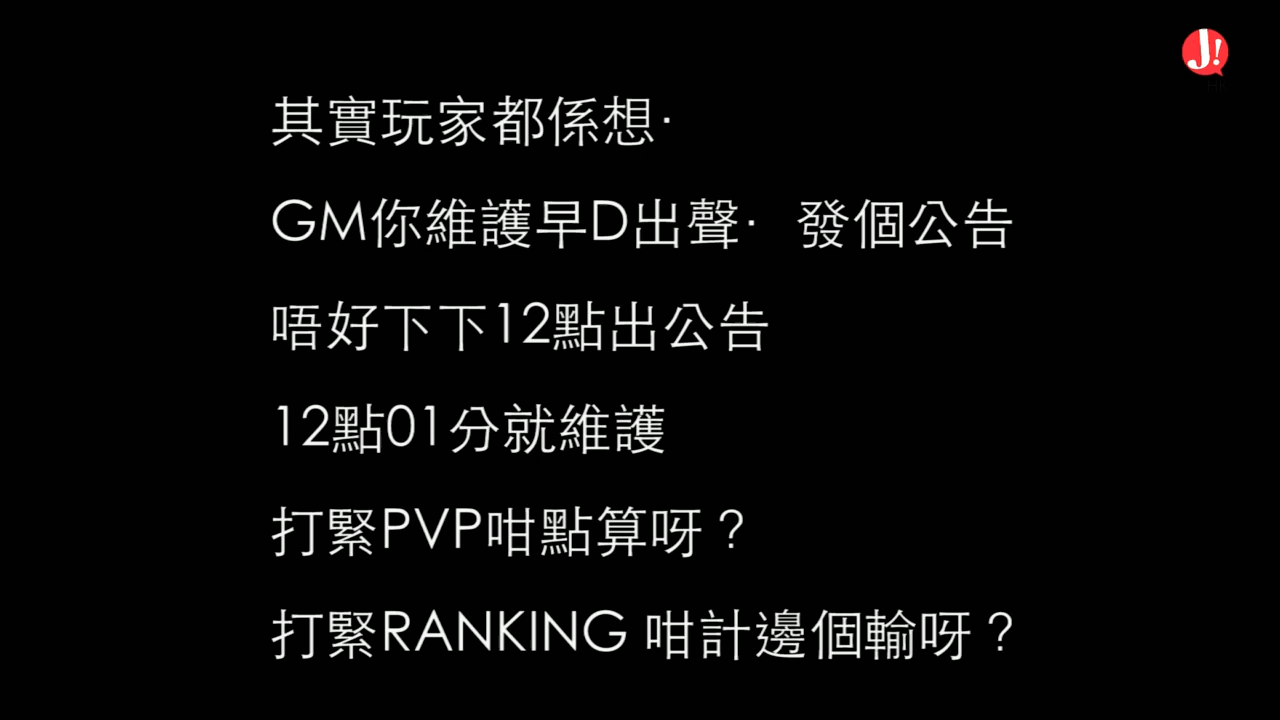 J!
HK
其實玩家都係想·
GM你維護早D出聲· 發個公告
唔好下下12點出公告
12點01分就維護
打緊PVP咁點算呀？
打緊RANKING 咁計邊個輸呀？